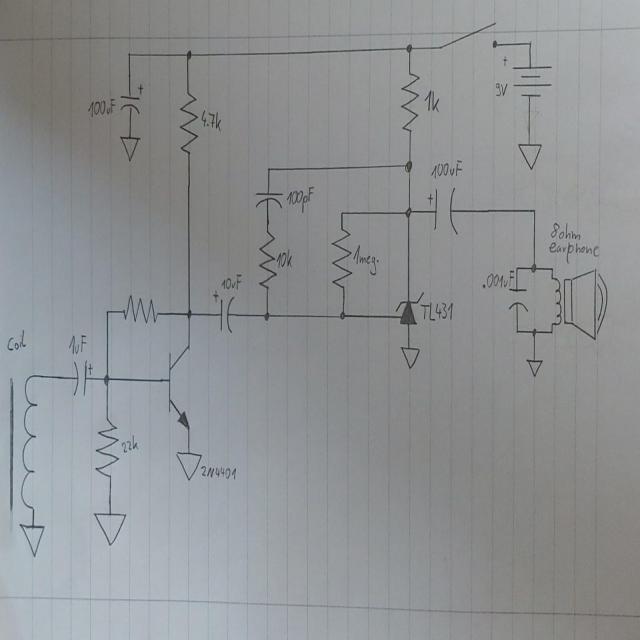 100uF
+
4.7k
1k
+
9V
100pF
+
100uF
10k
1meg.
8ohm
earphone
.001uF
+
10uF
TL431
Coil
1uF
+
22k
2N4401